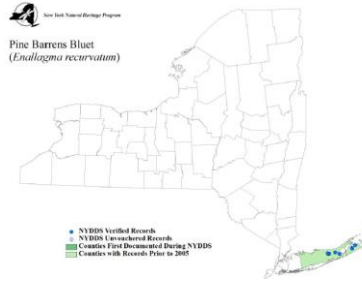 New York Natural Heritage Program
Pine Barrens Bluet
(Enallagma recurvatum)
NYDDS Verified Records
NYDDS Unvouchered Records
Counties First Documented During NYDDS
Counties with Records Prior to 2005